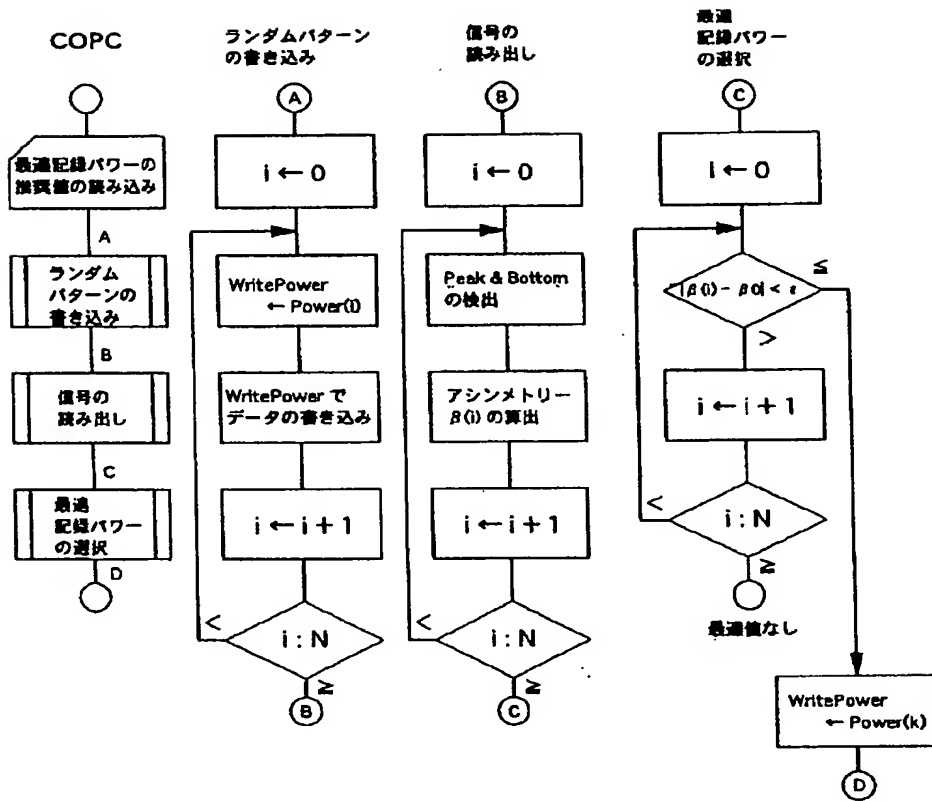 COPC
最適記録パワーの
推奨値の読み込み
A
ランダム
パターンの
書き込み
B
信号の
読み出し
C
最適
記録パワー
の選択
D
ランダムパターン
の書き込み
A
i ← 0
WritePower
← Power(i)
WritePower で
データの書き込み
i ← i + 1
<
i : N
≧
B
信号の
読み出し
B
i ← 0
Peak & Bottom
の検出
アシンメトリー
β(i) の算出
i ← i + 1
<
i : N
≧
C
最適
記録パワー
の選択
C
i ← 0
|β(i) - β0| < ε
≦
>
i ← i + 1
<
i : N
≧
最適値なし
WritePower
← Power(k)
D